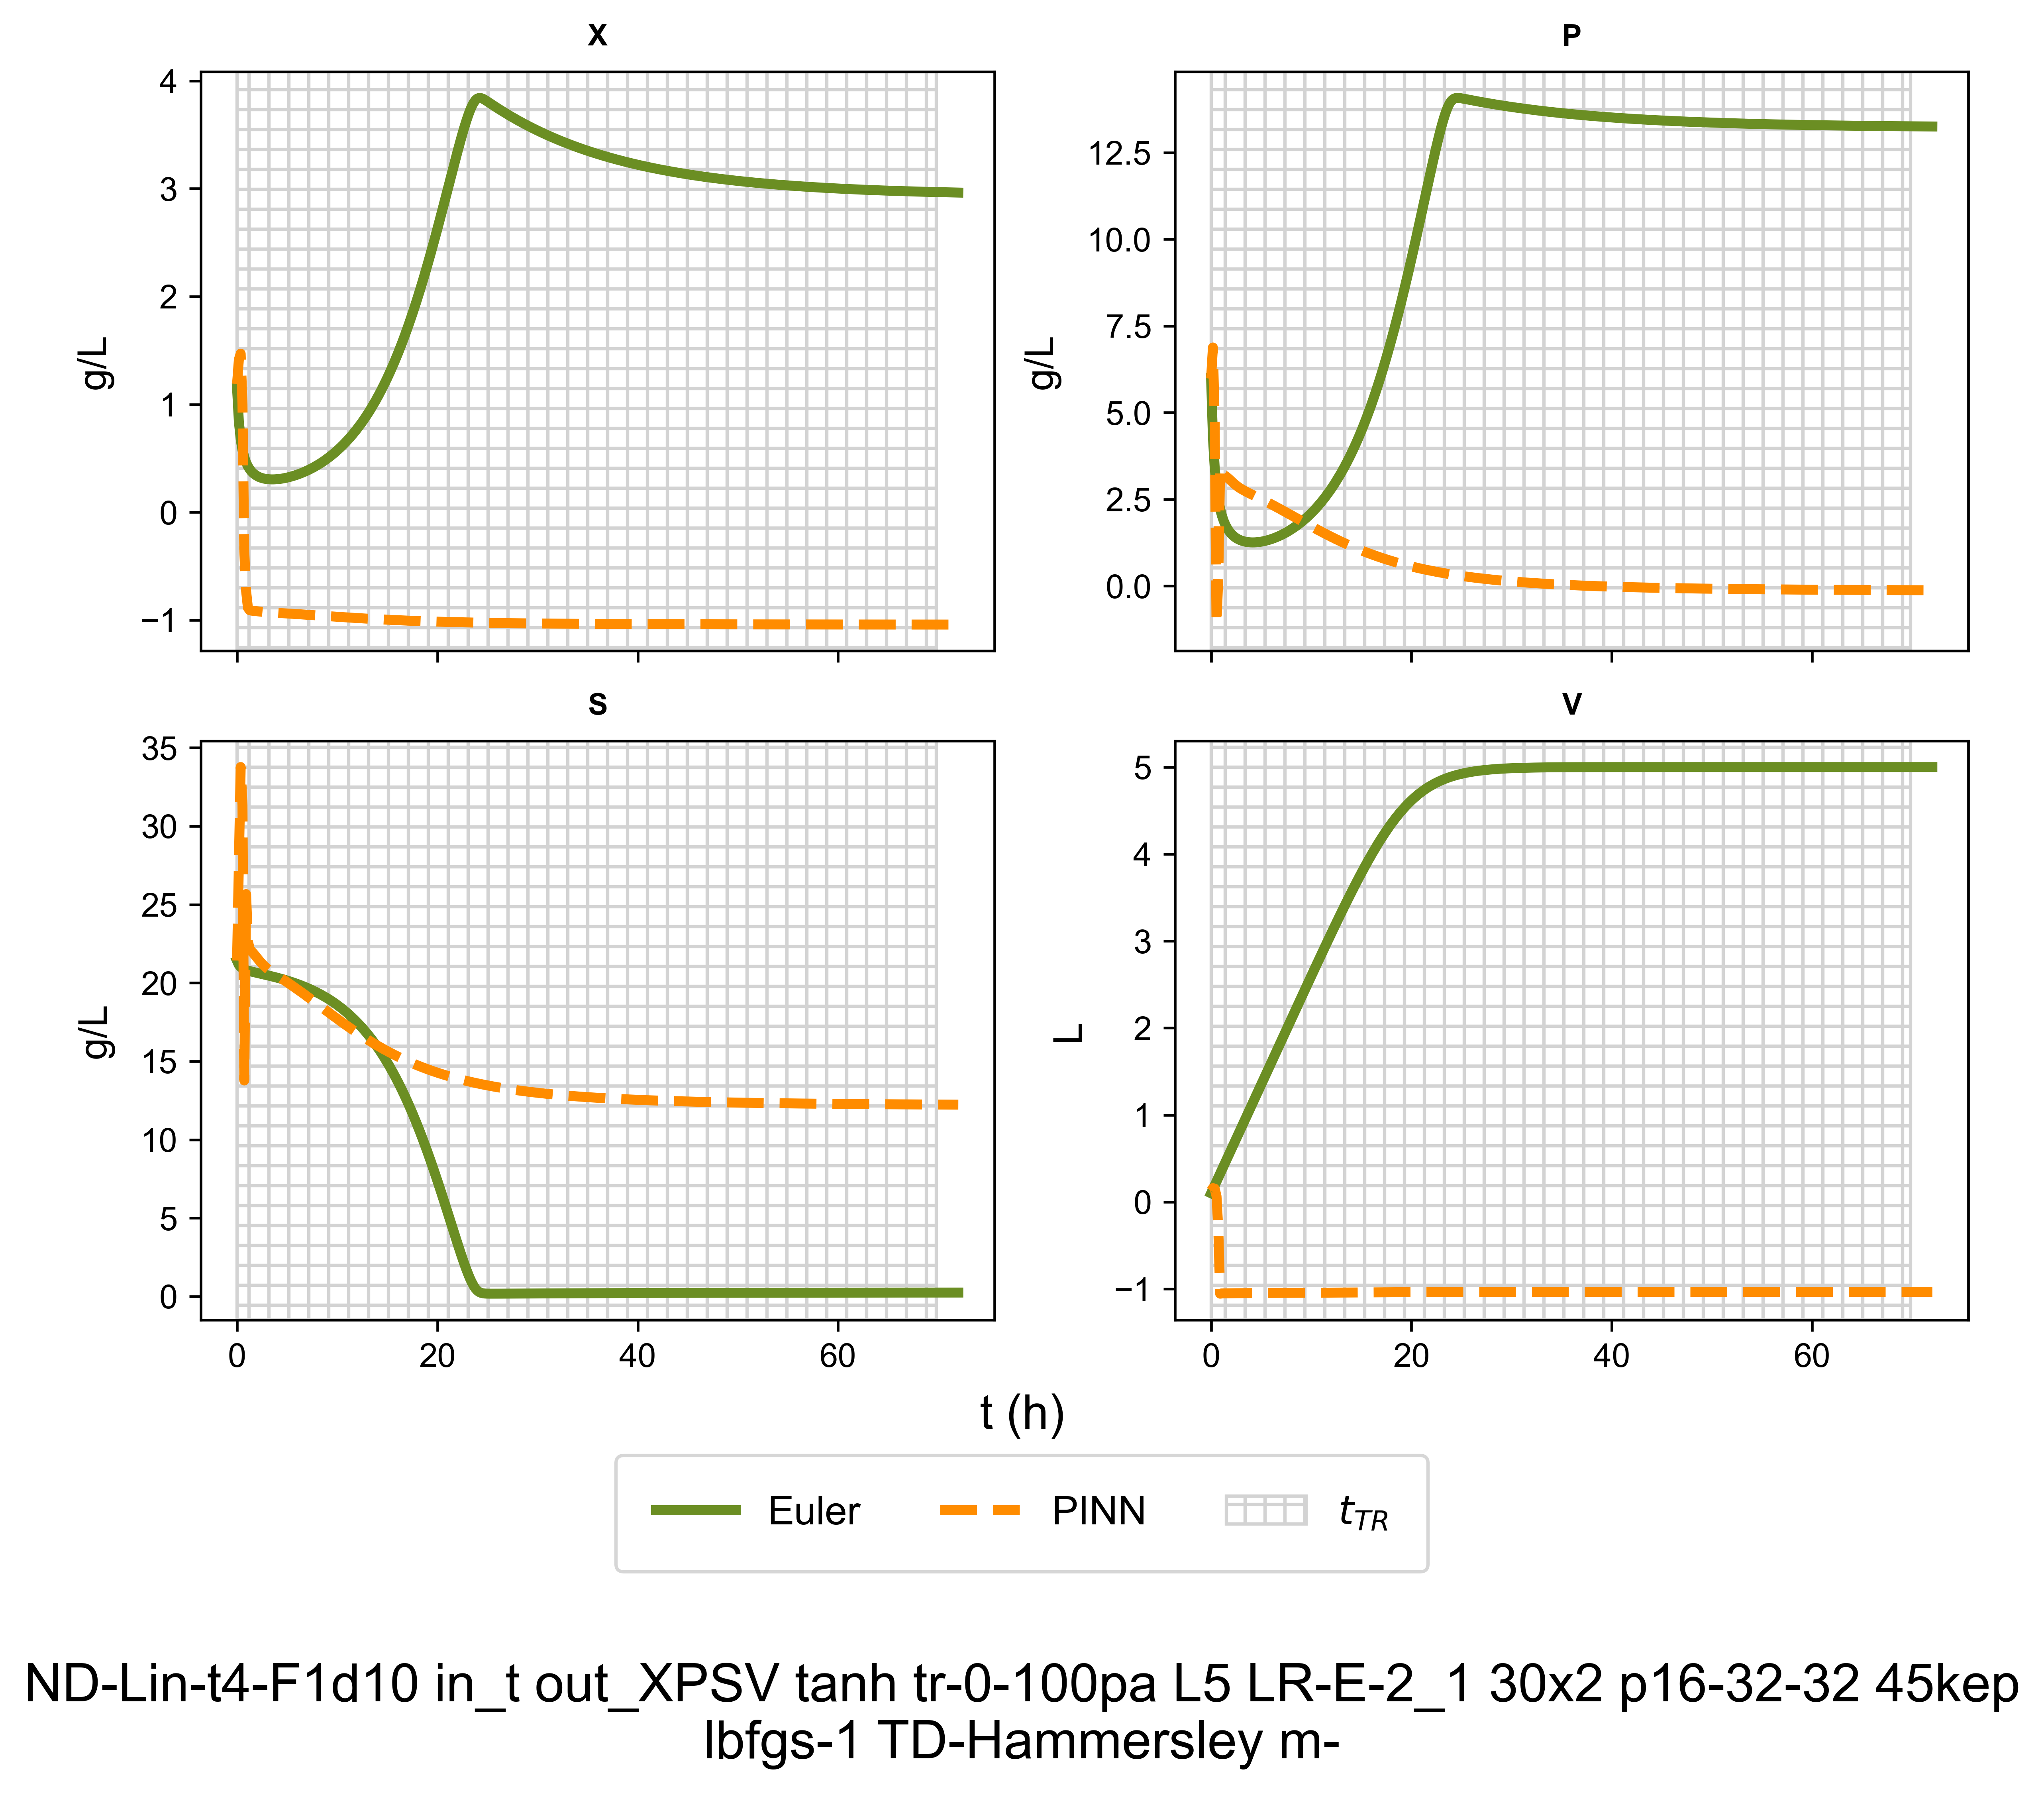 X
P
4
3
2
1
0
−1
g/L
12.5
10.0
7.5
5.0
2.5
0.0
g/L
S
V
35
30
25
20
15
10
5
0
g/L
0 20 40 60
5
4
3
2
1
0
−1
L
0 20 40 60
t (h)
Euler PINN t_TR
ND-Lin-t4-F1d10 in_t out_XPSV tanh tr-0-100pa L5 LR-E-2_1 30x2 p16-32-32 45kep
lbfgs-1 TD-Hammersley m-